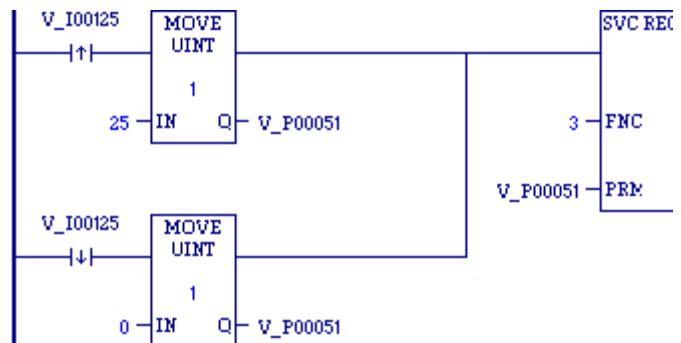 V_I00125
MOVE
UINT
1
25 IN Q V_P00051
SVC REQ
3 FNC
V_P00051 PRM
V_I00125
MOVE
UINT
1
0 IN Q V_P00051